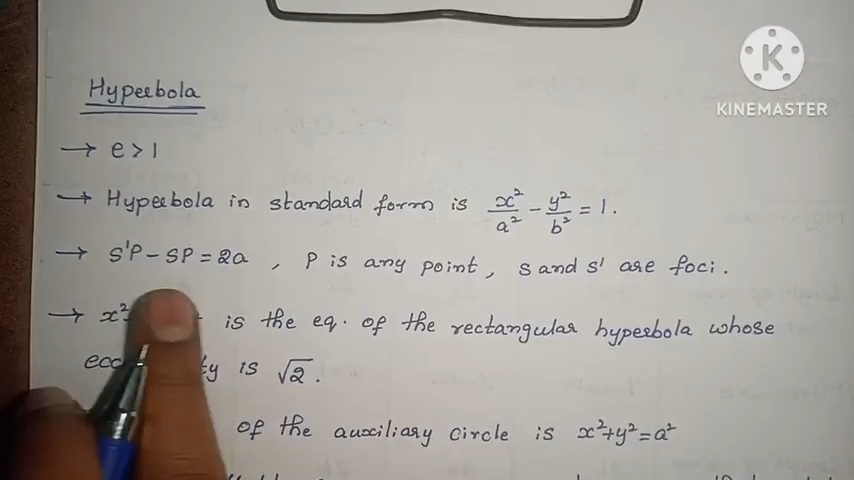 K
KINEMASTER
Hyperbola
→ e > 1
→ Hyperbola in standard form is x²/a² - y²/b² = 1.
→ S'P - SP = 2a , P is any point, S and S' are foci.
→ x² is the eq. of the rectangular hyperbola whose
is √2.
of the auxiliary circle is x²+y²=a²